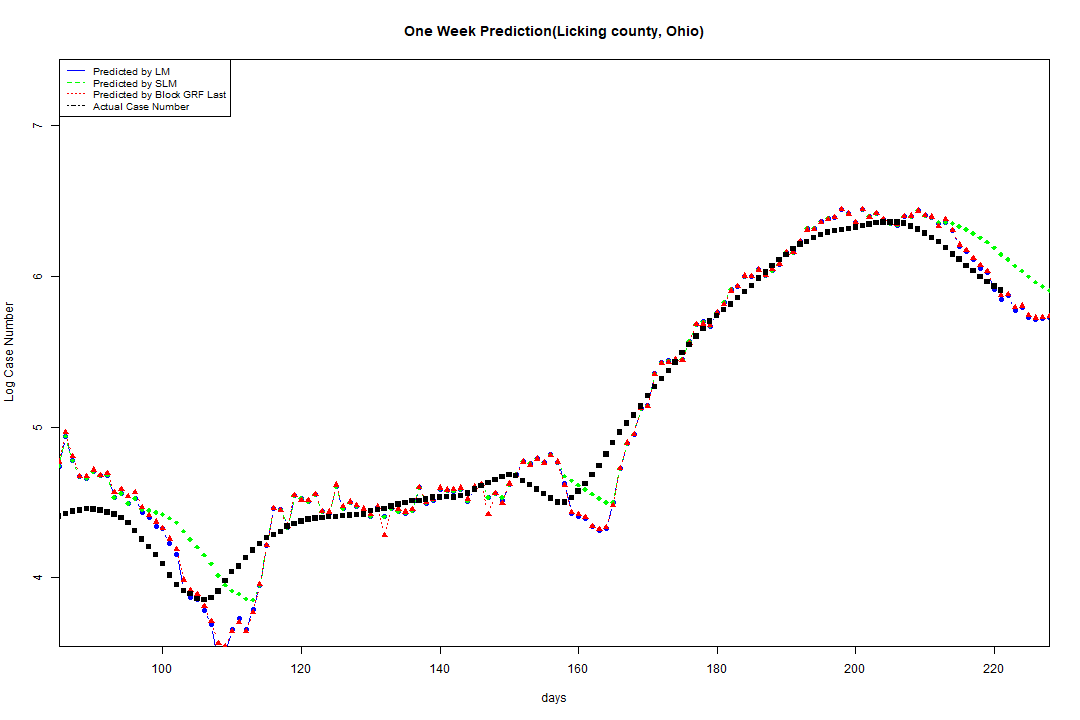 One Week Prediction(Licking county, Ohio)
Predicted by LM
Predicted by SLM
Predicted by Block GRF Last
Actual Case Number
7
6
5
4
Log Case Number
100 120 140 160 180 200 220
days